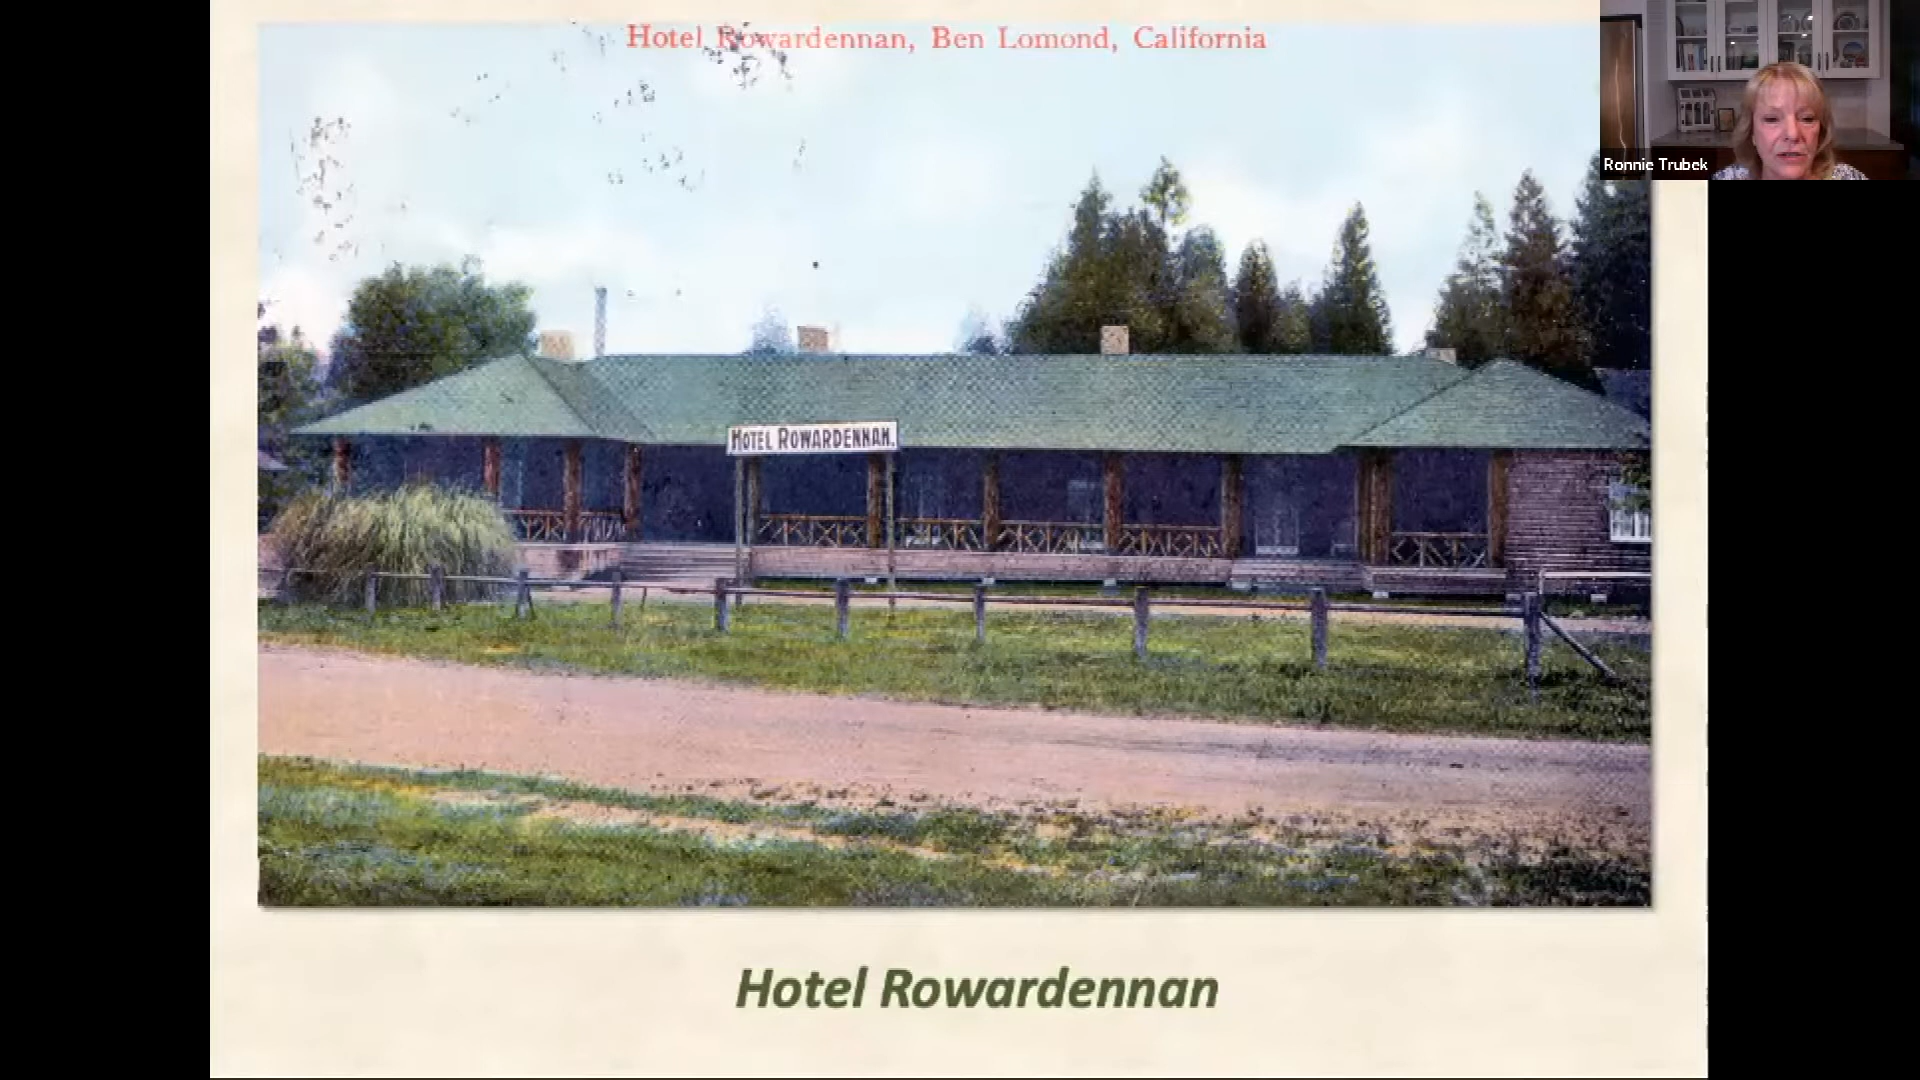 Hotel Rowardennan, Ben Lomond, California
Ronnie Trubek
HOTEL ROWARDENNAN.
Hotel Rowardennan